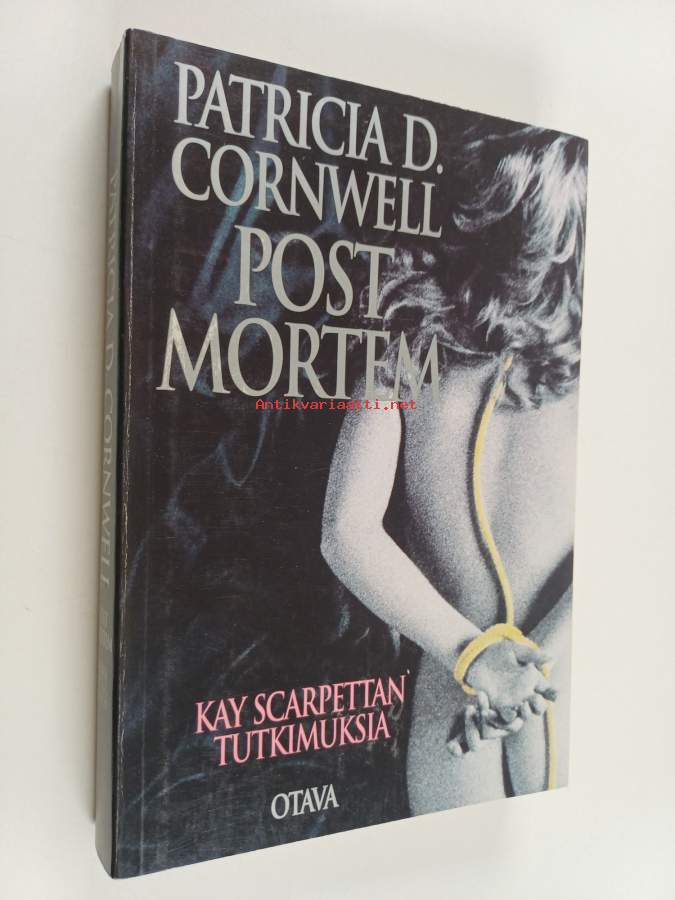 PATRICIA D.
CORNWELL
POST
MORTEM
Antikvariaatti.net
KAY SCARPETTAN
TUTKIMUKSIA
OTAVA
PATRICIA D. CORNWELL